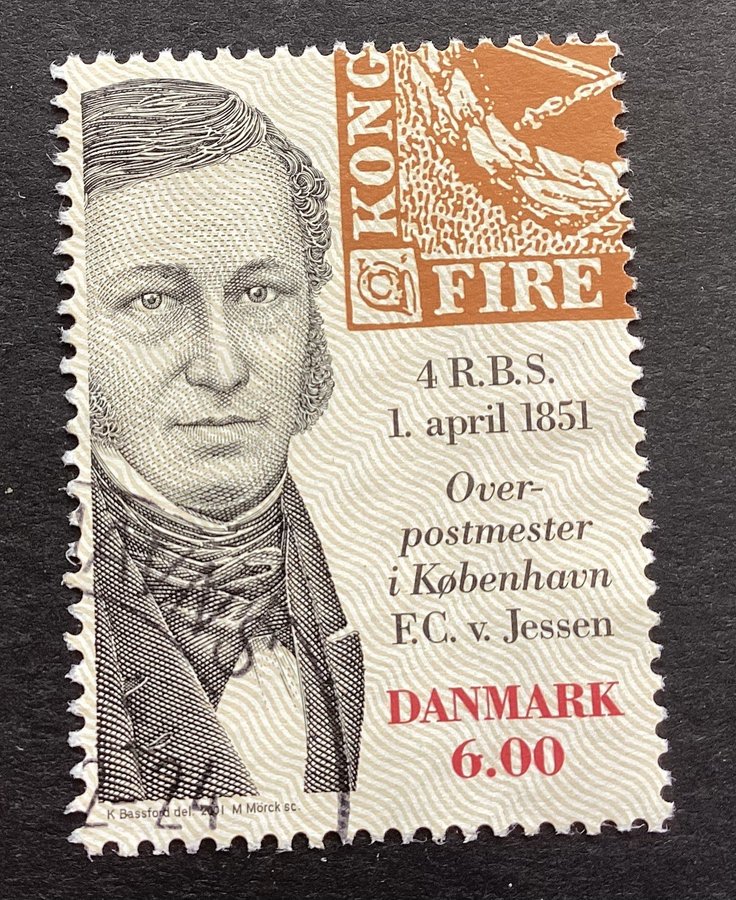 KONG
FIRE
4 R.B.S.
1. april 1851
Over-
postmester
i København
F.C. v. Jessen
DANMARK
6.00
K Bassford del. 2001 M Mörck sc.